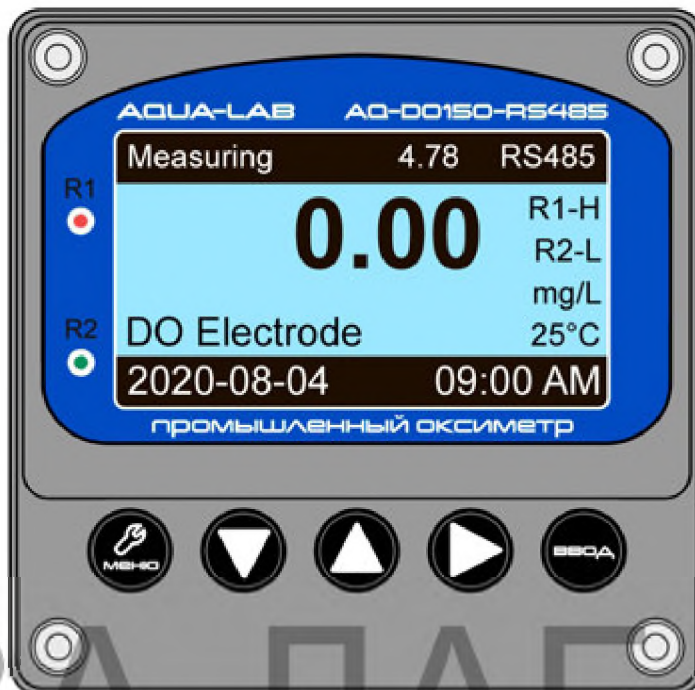 AQUA-LAB AQ-DO150-RS485
Measuring 4.78 RS485
R1
0.00
R1-H
R2-L
mg/L
R2
DO Electrode 25°C
2020-08-04 09:00 AM
промышленный оксиметр
меню
ВВОД